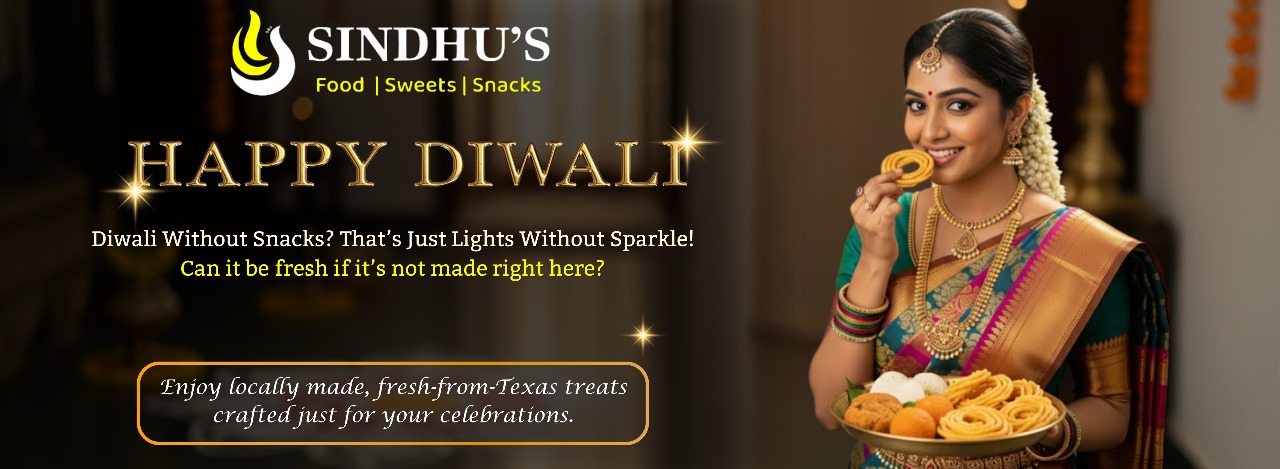 SINDHU'S
Food | Sweets | Snacks
HAPPY DIWALI
Diwali Without Snacks? That's Just Lights Without Sparkle!
Can it be fresh if it's not made right here?
Enjoy locally made, fresh-from-Texas treats
crafted just for your celebrations.